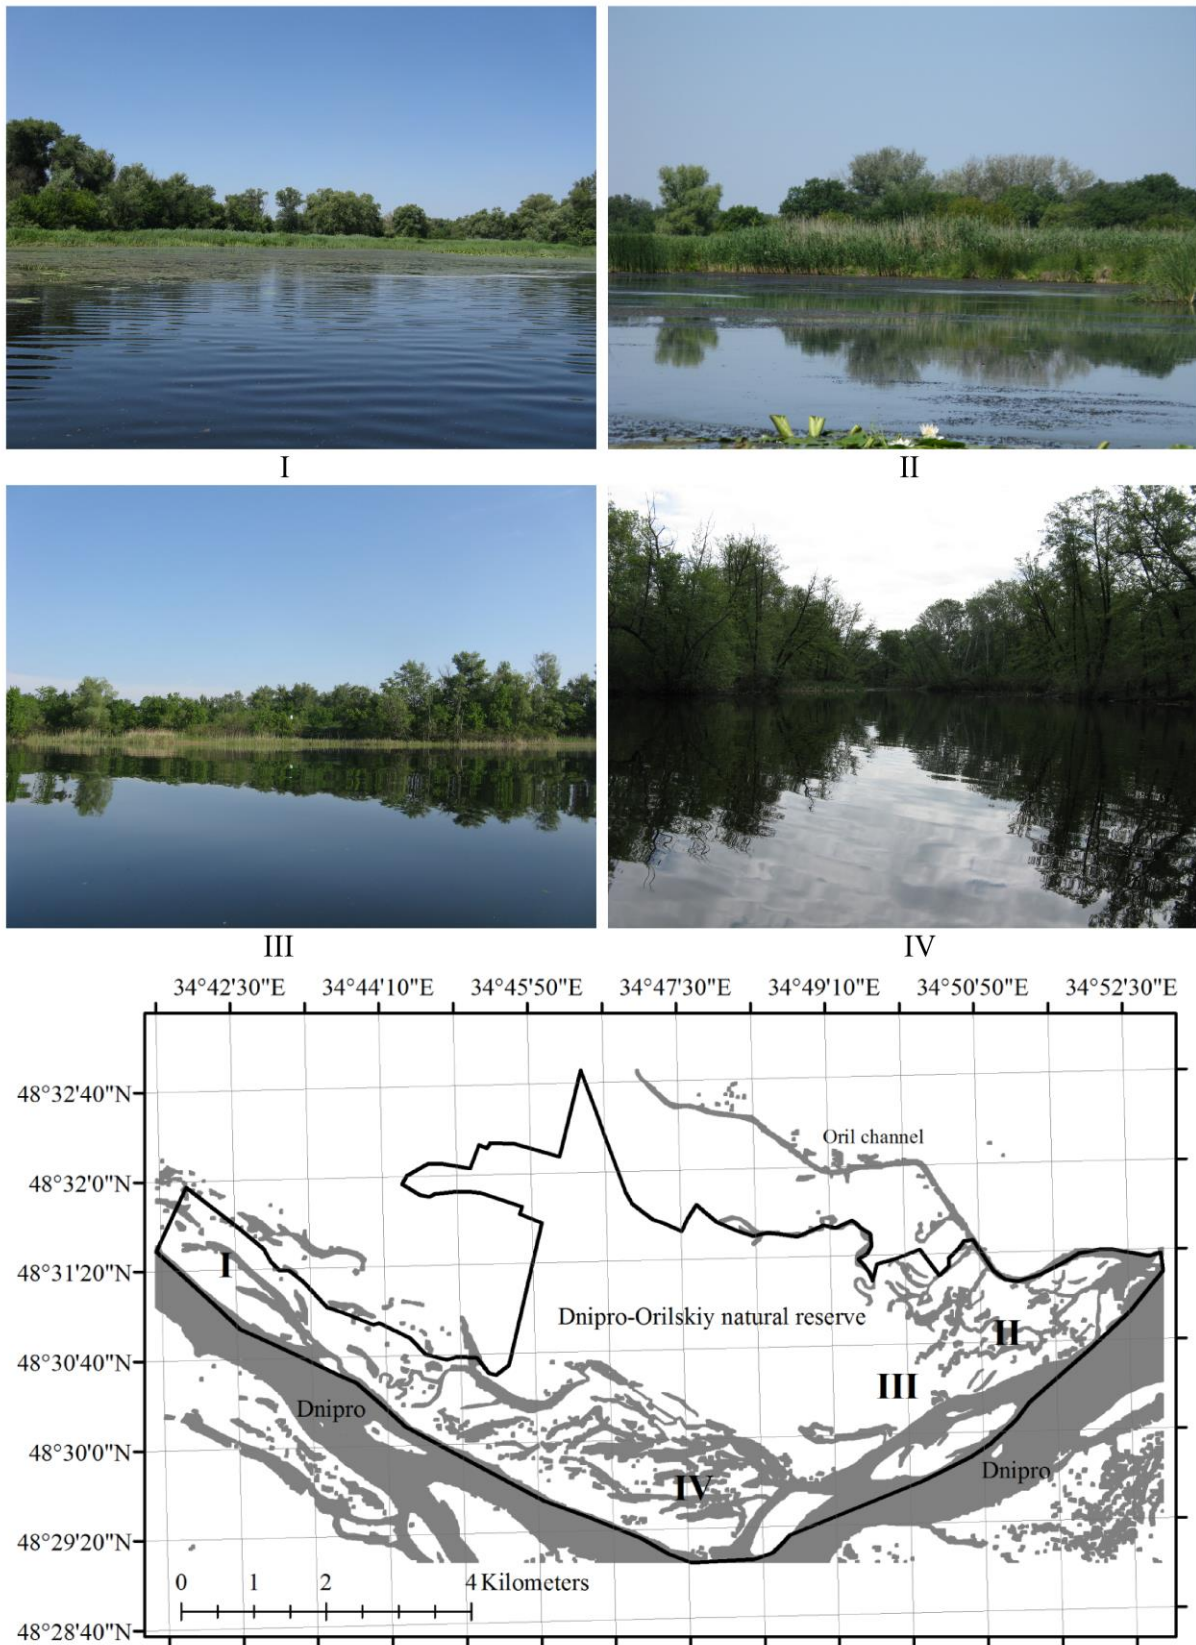 I
II
III
IV
34°42'30"E 34°44'10"E 34°45'50"E 34°47'30"E 34°49'10"E 34°50'50"E 34°52'30"E
48°32'40"N
Oril channel
48°32'0"N
I
48°31'20"N
Dnipro-Orilskiy natural reserve
II
48°30'40"N
III
Dnipro
48°30'0"N
Dnipro
IV
48°29'20"N
0 1 2 4 Kilometers
48°28'40"N